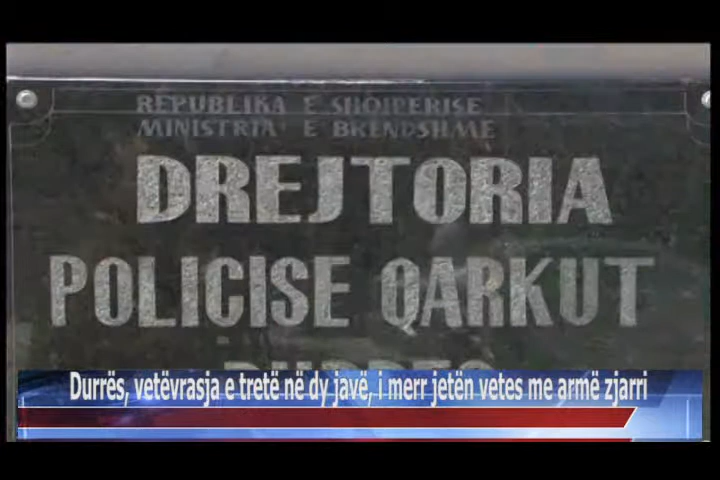 REPUBLIKA E SHQIPERISE
MINISTRIA E BRENDSHME
DREJTORIA
POLICISE QARKUT
DURRES
Durrës, vetëvrasja e tretë në dy javë, i merr jetën vetes me armë zjarri